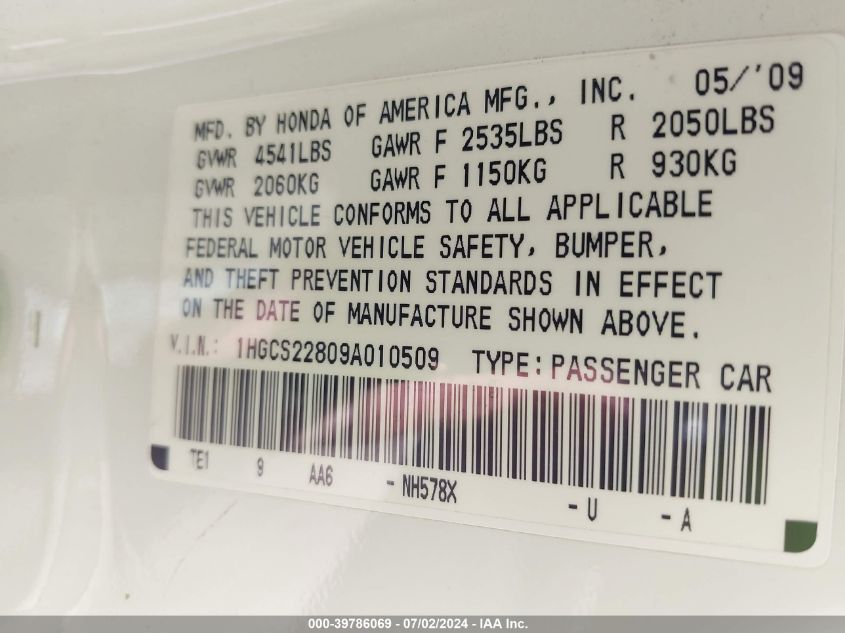 MFD. BY HONDA OF AMERICA MFG., INC. 05/'09
GVWR 4541LBS GAWR F 2535LBS R 2050LBS
GVWR 2060KG GAWR F 1150KG R 930KG
THIS VEHICLE CONFORMS TO ALL APPLICABLE
FEDERAL MOTOR VEHICLE SAFETY, BUMPER,
AND THEFT PREVENTION STANDARDS IN EFFECT
ON THE DATE OF MANUFACTURE SHOWN ABOVE.
V.I.N.: 1HGCS22809A010509 TYPE: PASSENGER CAR
TE1 9 AA6 - NH578X - U - A
000-39786069 - 07/02/2024 - IAA Inc.